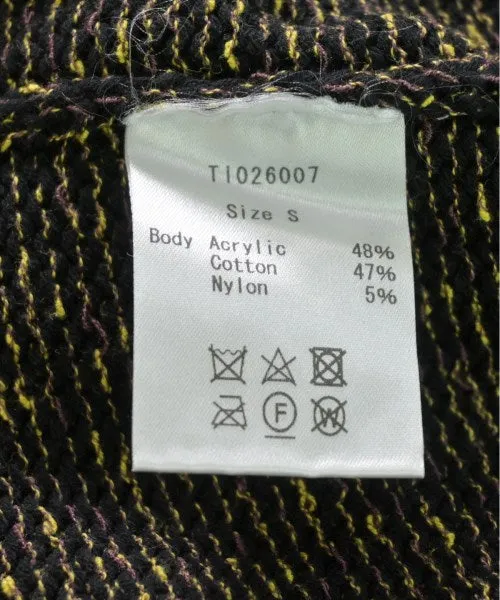 TI026007
Size S
Body Acrylic 48%
Cotton 47%
Nylon 5%
F W